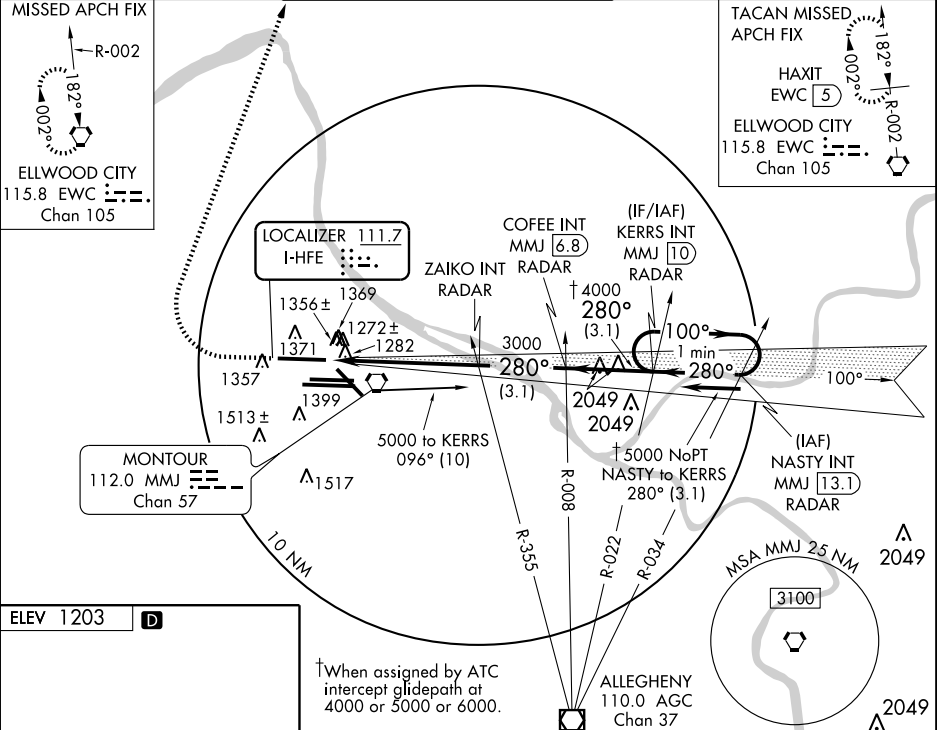 MISSED APCH FIX
R-002
182°
002°
ELLWOOD CITY
115.8 EWC
Chan 105
TACAN MISSED
APCH FIX
182°
002°
HAXIT
EWC 5
R-002
ELLWOOD CITY
115.8 EWC
Chan 105
LOCALIZER 111.7
I-HFE
ZAIKO INT
RADAR
COFEE INT
MMJ 6.8
RADAR
(IF/IAF)
KERRS INT
MMJ 10
RADAR
†4000
280°
(3.1)
100°
1 min
280°
100°
3000
280°
(3.1)
1356 ±
1369
1272 ±
1282
1371
1357
1399
1513 ±
1517
2049
2049
MONTOUR
112.0 MMJ
Chan 57
5000 to KERRS
096° (10)
†5000 NoPT
NASTY to KERRS
280° (3.1)
(IAF)
NASTY INT
MMJ 13.1
RADAR
R-355
R-008
R-022
R-034
10 NM
2049
MSA MMJ 25 NM
3100
2049
ELEV 1203 D
†When assigned by ATC
intercept glidepath at
4000 or 5000 or 6000.
ALLEGHENY
110.0 AGC
Chan 37